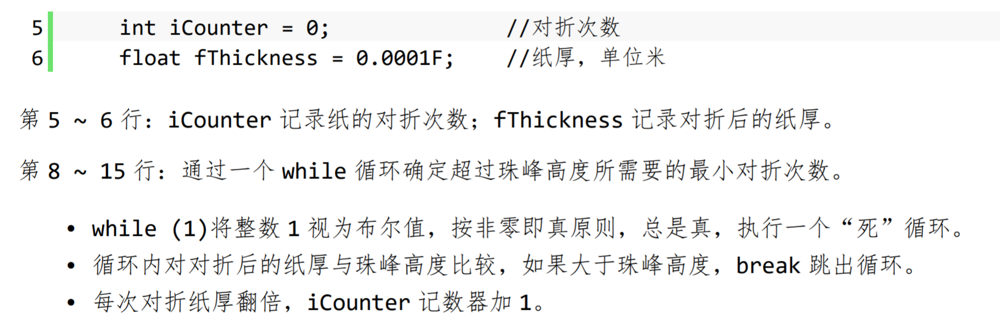 5 int iCounter = 0; //对折次数
6 float fThickness = 0.0001F; //纸厚，单位米
第 5 ~ 6 行：iCounter 记录纸的对折次数；fThickness 记录对折后的纸厚。
第 8 ~ 15 行：通过一个 while 循环确定超过珠峰高度所需要的最小对折次数。
• while (1)将整数 1 视为布尔值，按非零即真原则，总是真，执行一个“死”循环。
• 循环内对对折后的纸厚与珠峰高度比较，如果大于珠峰高度，break 跳出循环。
• 每次对折纸厚翻倍，iCounter 记数器加 1。